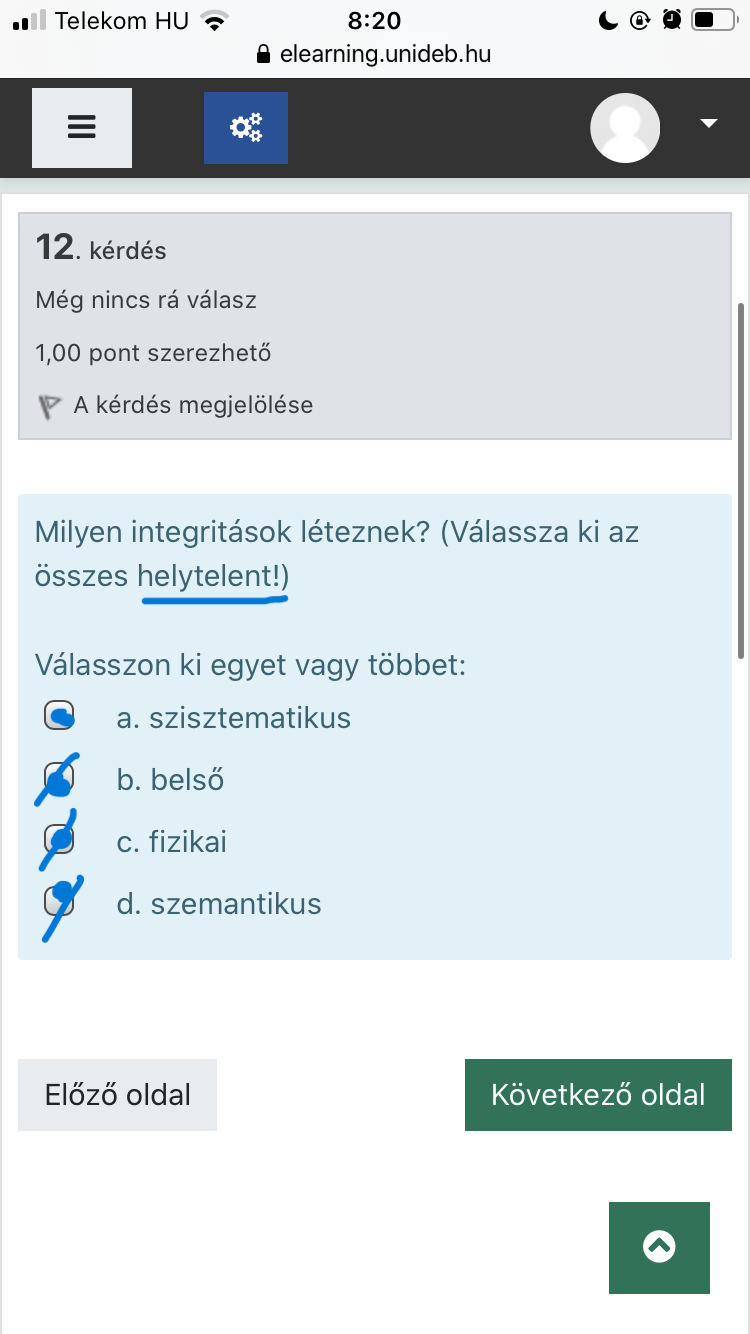 Telekom HU 8:20
elearning.unideb.hu
12. kérdés
Még nincs rá válasz
1,00 pont szerezhető
A kérdés megjelölése
Milyen integritások léteznek? (Válassza ki az
összes helytelent!)
Válasszon ki egyet vagy többet:
a. szisztematikus
b. belső
c. fizikai
d. szemantikus
Előző oldal
Következő oldal